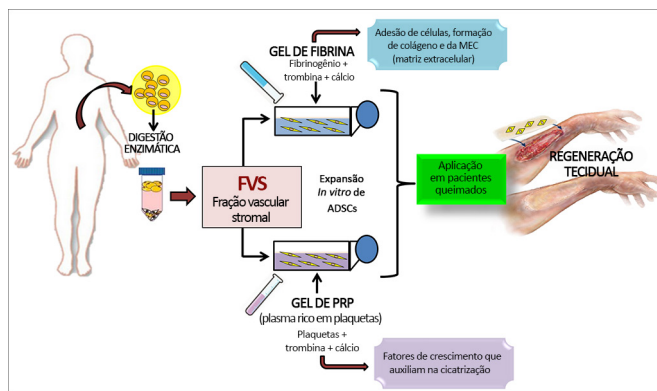 GEL DE FIBRINA
Fibrinogênio +
trombina + cálcio
Adesão de células, formação
de colágeno e da MEC
(matriz extracelular)
DIGESTÃO
ENZIMÁTICA
FVS
Fração vascular
stromal
Expansão
In vitro de
ADSCs
Aplicação
em pacientes
queimados
REGENERAÇÃO
TECIDUAL
GEL DE PRP
(plasma rico em plaquetas)
Plaquetas +
trombina + cálcio
Fatores de crescimento que
auxiliam na cicatrização